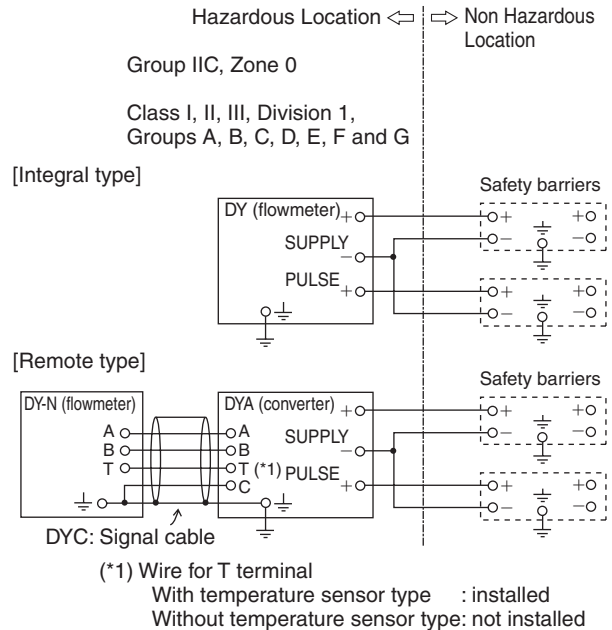 Hazardous Location
Non Hazardous
Location
Group IIC, Zone 0
Class I, II, III, Division 1,
Groups A, B, C, D, E, F and G
[Integral type]
Safety barriers
DY (flowmeter)
+
SUPPLY
−
PULSE
+
+ +
− −
+ +
− −
[Remote type]
Safety barriers
DY-N (flowmeter)
DYA (converter)
+
A A
SUPPLY
B B
−
T T (*1)
PULSE
+
C
+ +
− −
+ +
− −
DYC: Signal cable
(*1) Wire for T terminal
With temperature sensor type : installed
Without temperature sensor type: not installed